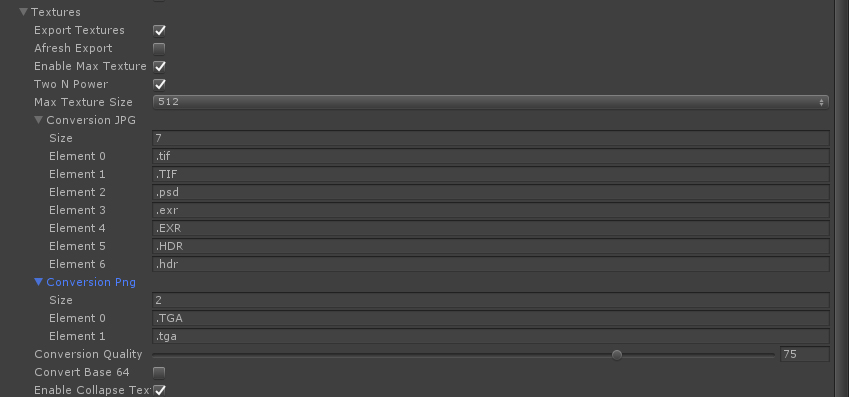 Textures
Export Textures
Afresh Export
Enable Max Texture
Two N Power
Max Texture Size 512
Conversion JPG
Size 7
Element 0 .tif
Element 1 .TIF
Element 2 .psd
Element 3 .exr
Element 4 .EXR
Element 5 .HDR
Element 6 .hdr
Conversion Png
Size 2
Element 0 .TGA
Element 1 .tga
Conversion Quality 75
Convert Base 64
Enable Collapse Tex